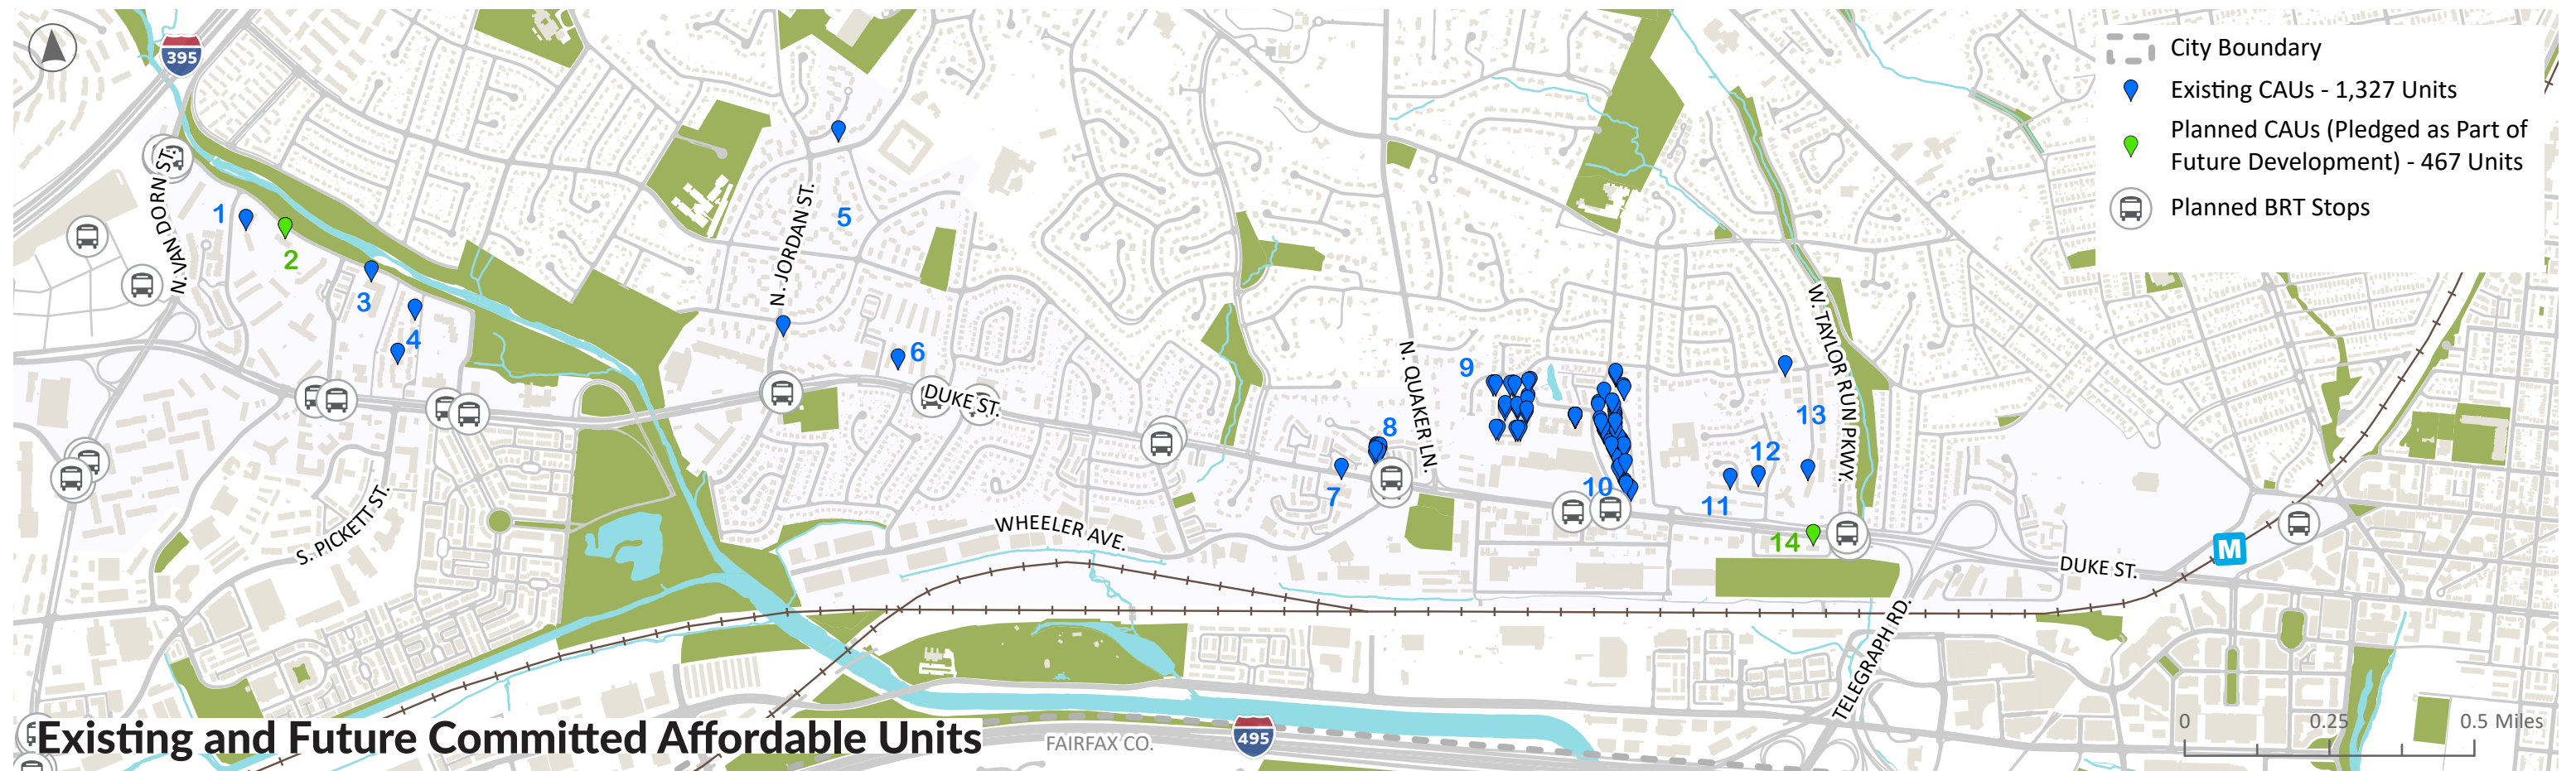 395
City Boundary
Existing CAUs - 1,327 Units
Planned CAUs (Pledged as Part of
Future Development) - 467 Units
Planned BRT Stops
N. VAN DORN ST.
1
2
3
4
S. PICKETT ST.
N. JORDAN ST.
5
6
DUKE ST.
WHEELER AVE.
7
8
N. QUAKER LN.
9
10
11
12
13
14
W. TAYLOR RUN PKWY.
TELEGRAPH RD.
DUKE ST.
M
Existing and Future Committed Affordable Units
FAIRFAX CO.
495
0 0.25 0.5 Miles